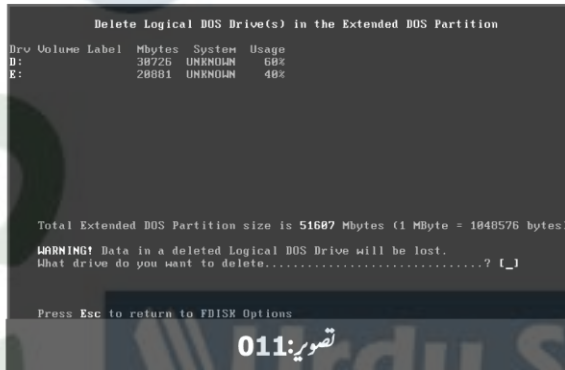 Delete Logical DOS Drive(s) in the Extended DOS Partition
Drv Volume Label Mbytes System Usage
D: 30726 UNKNOWN 60%
E: 20881 40%
Total Extended DOS Partition size is 51607 Mbytes (1 MByte = 1048576 bytes)
WARNING! Data in a deleted Logical DOS Drive will be lost.
What drive do you want to delete...............................? [_]
Press Esc to return to FDISK Options
تصویر:011
Urdu S